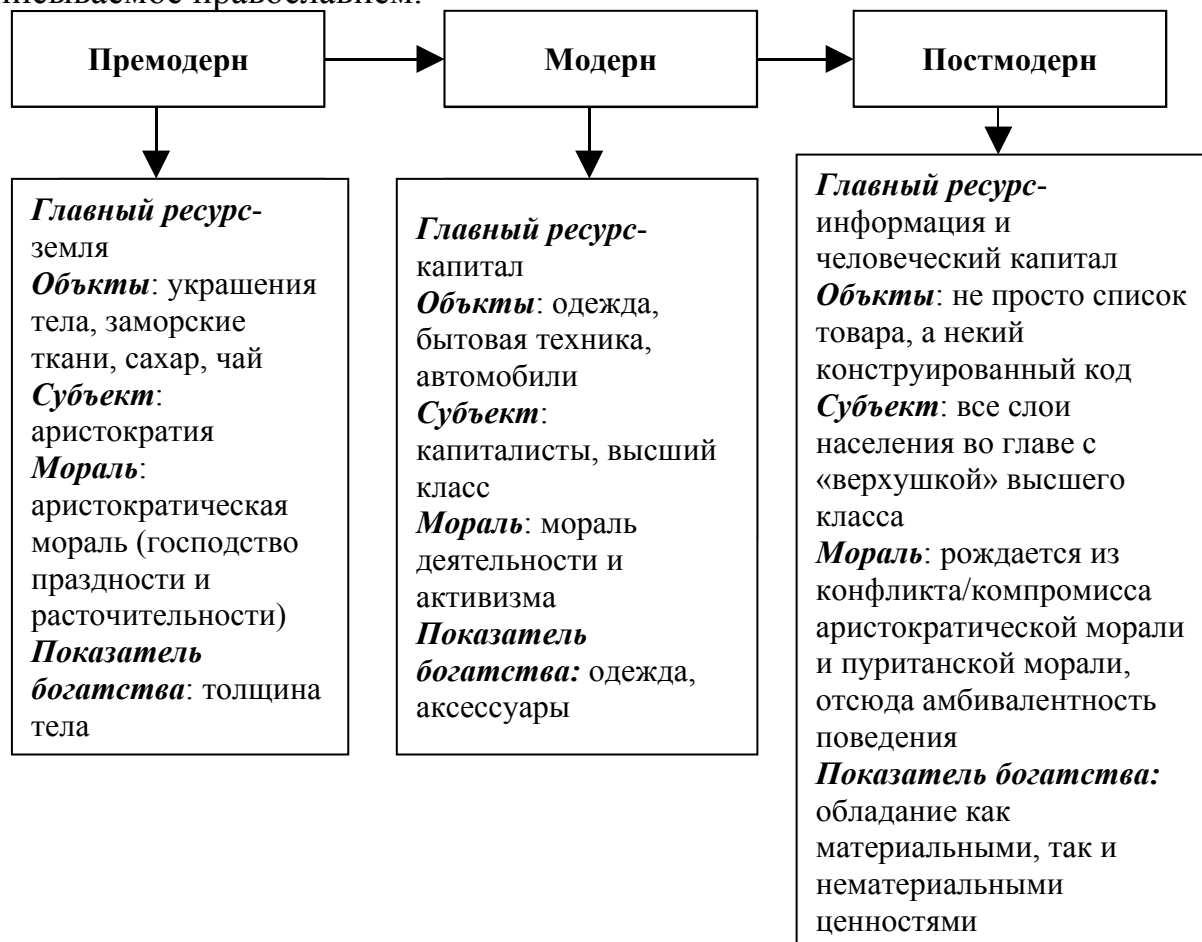 писываемое православием.
Премодерн
Модерн
Постмодерн
Главный ресурс-
земля
Объкты: украшения
тела, заморские
ткани, сахар, чай
Субъект:
аристократия
Мораль:
аристократическая
мораль (господство
праздности и
расточительности)
Показатель
богатства: толщина
тела
Главный ресурс-
капитал
Объкты: одежда,
бытовая техника,
автомобили
Субъект:
капиталисты, высший
класс
Мораль: мораль
деятельности и
активизма
Показатель
богатства: одежда,
аксессуары
Главный ресурс-
информация и
человеческий капитал
Объкты: не просто список
товара, а некий
конструированный код
Субъект: все слои
населения во главе с
«верхушкой» высшего
класса
Мораль: рождается из
конфликта/компромисса
аристократической морали
и пуританской морали,
отсюда амбивалентность
поведения
Показатель богатства:
обладание как
материальными, так и
нематериальными
ценностями